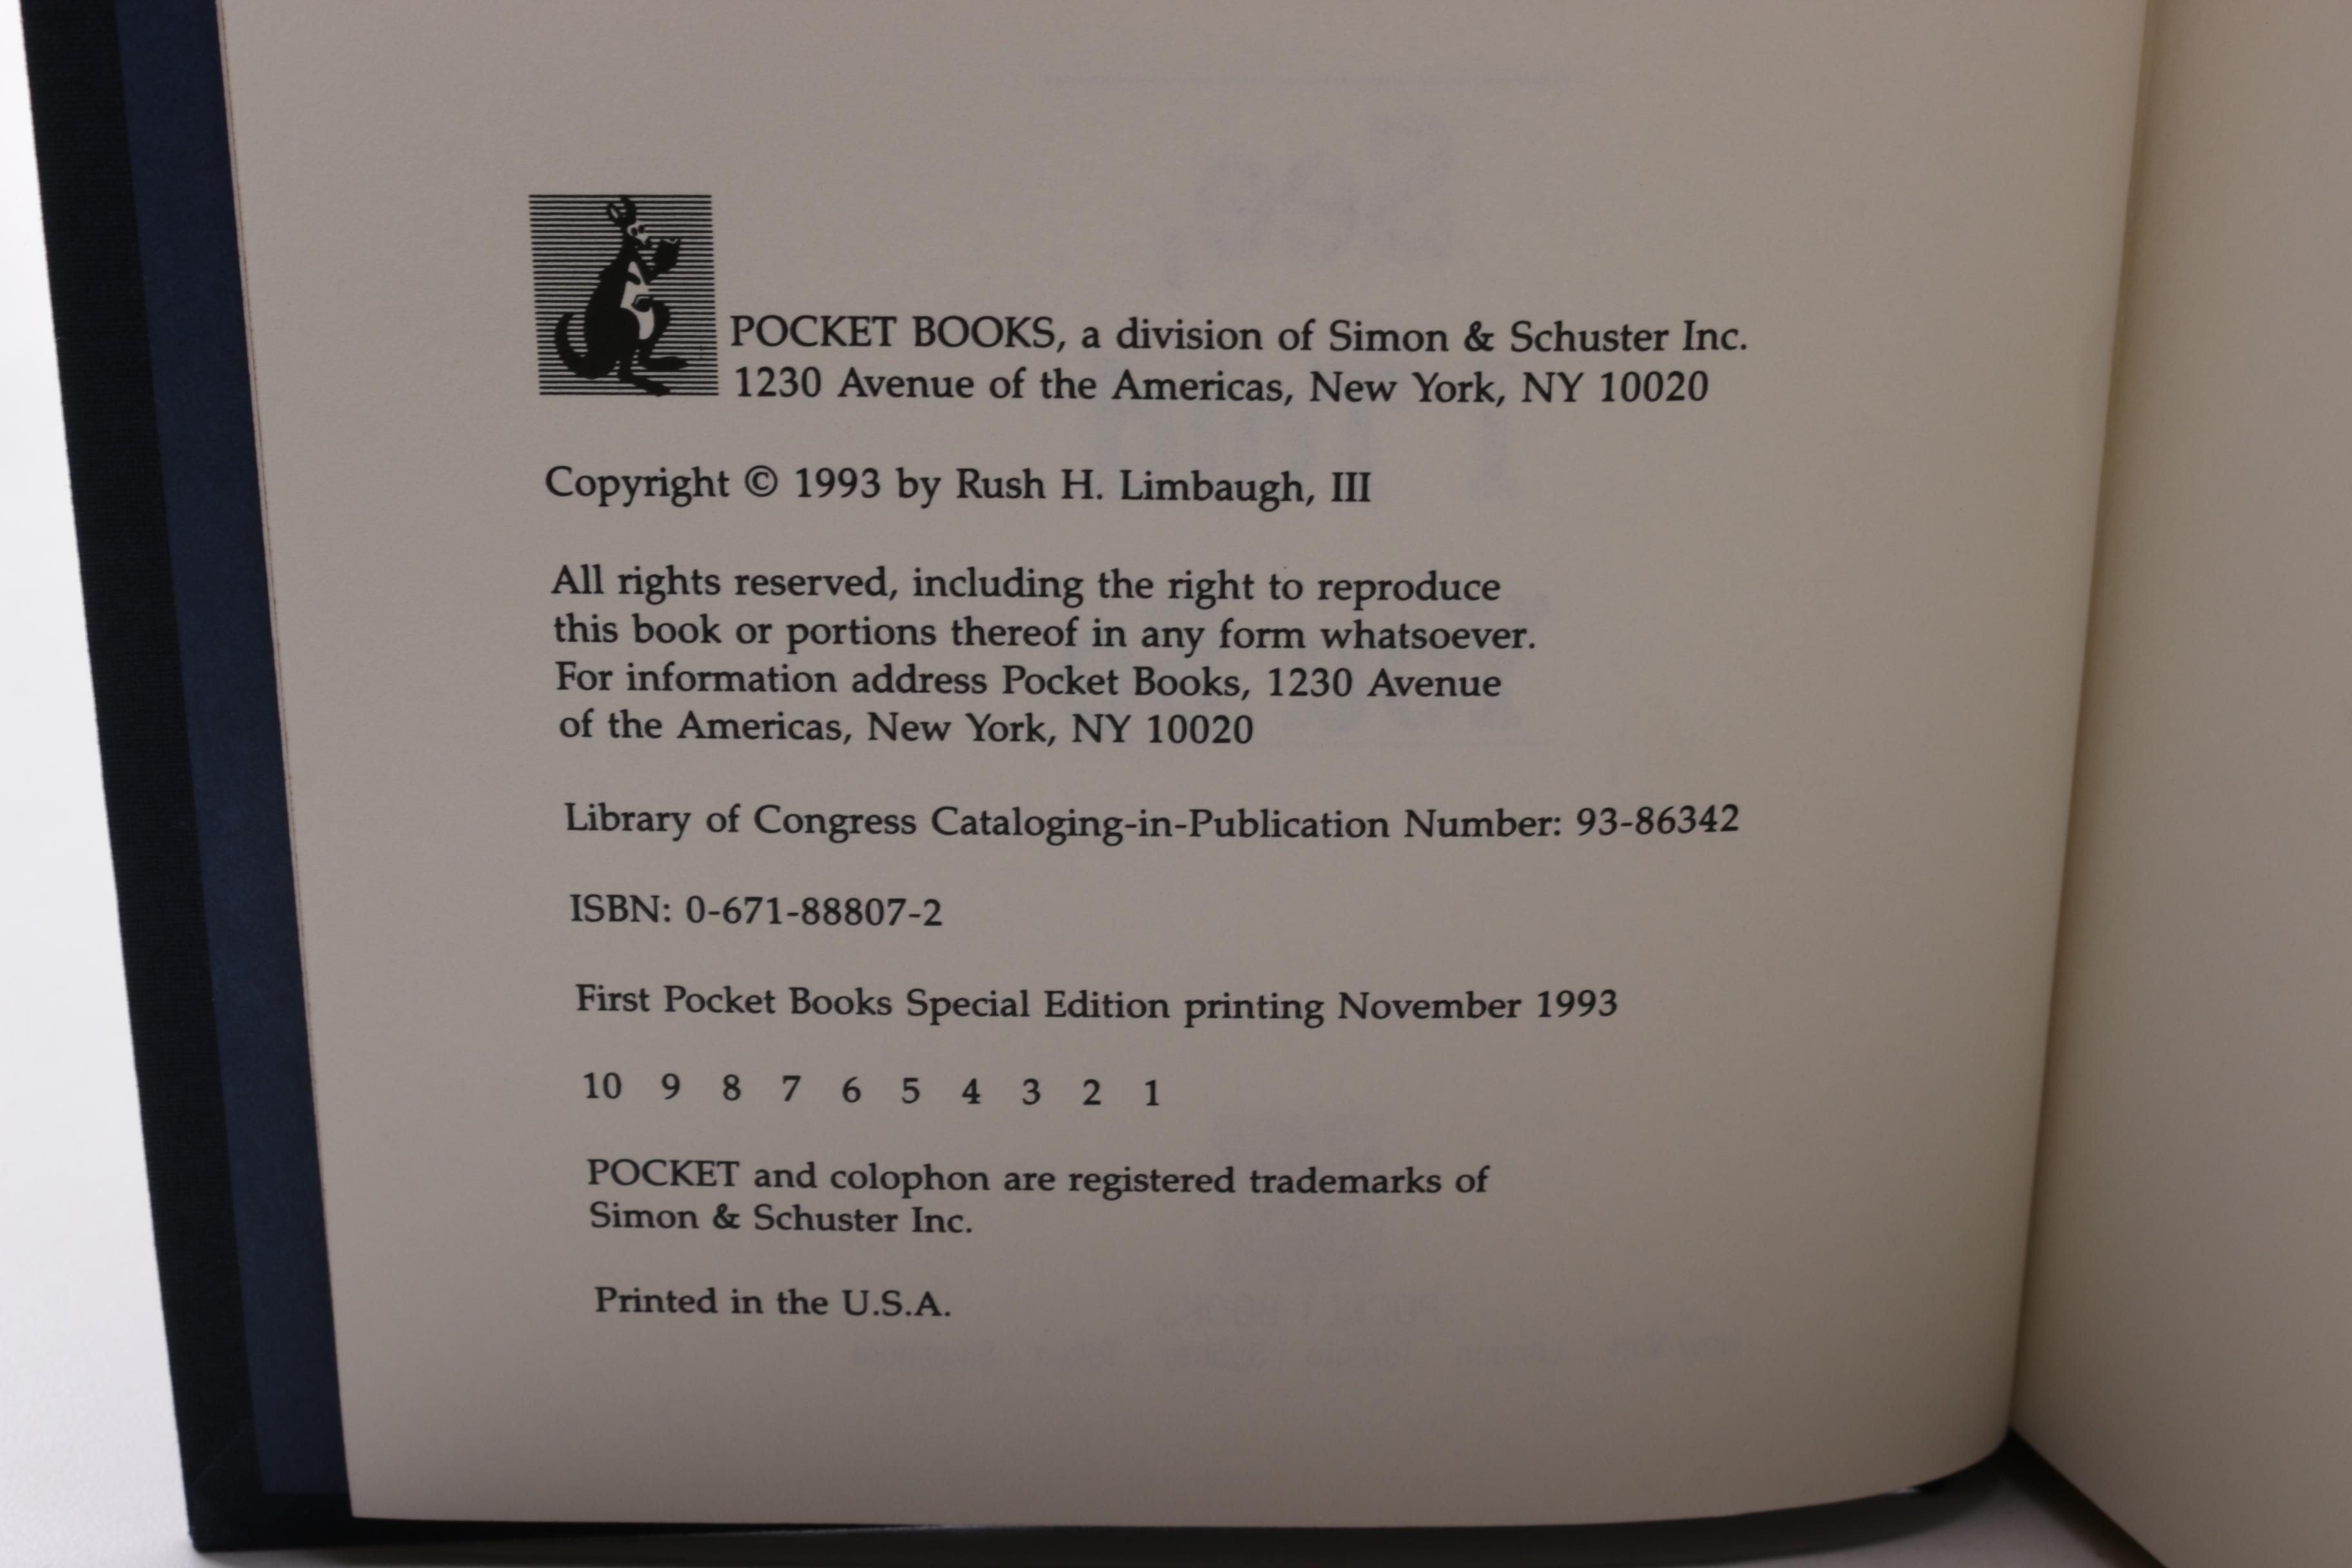 POCKET BOOKS, a division of Simon & Schuster Inc.
1230 Avenue of the Americas, New York, NY 10020
Copyright © 1993 by Rush H. Limbaugh, III
All rights reserved, including the right to reproduce
this book or portions thereof in any form whatsoever.
For information address Pocket Books, 1230 Avenue
of the Americas, New York, NY 10020
Library of Congress Cataloging-in-Publication Number: 93-86342
ISBN: 0-671-88807-2
First Pocket Books Special Edition printing November 1993
10 9 8 7 6 5 4 3 2 1
POCKET and colophon are registered trademarks of
Simon & Schuster Inc.
Printed in the U.S.A.